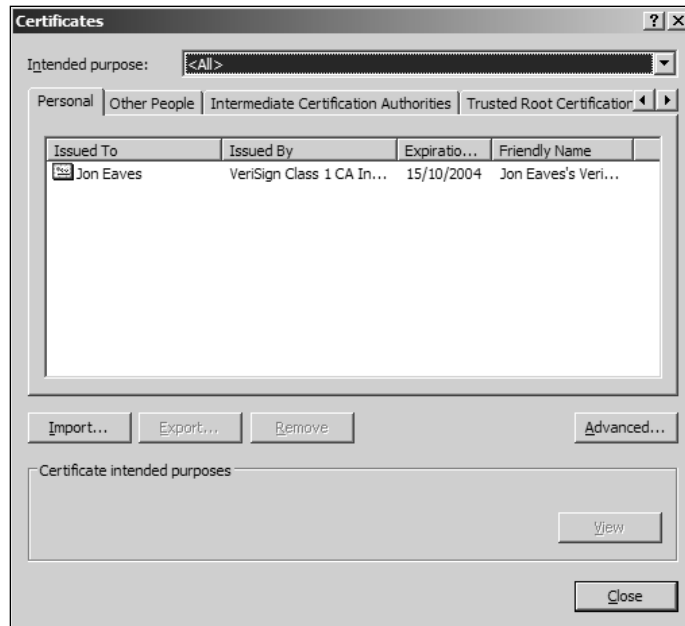 Certificates
Intended purpose: <All>
Personal Other People Intermediate Certification Authorities Trusted Root Certification
Issued To Issued By Expiratio... Friendly Name
Jon Eaves VeriSign Class 1 CA In... 15/10/2004 Jon Eaves's Veri...
Import... Export... Remove Advanced...
Certificate intended purposes
View
Close